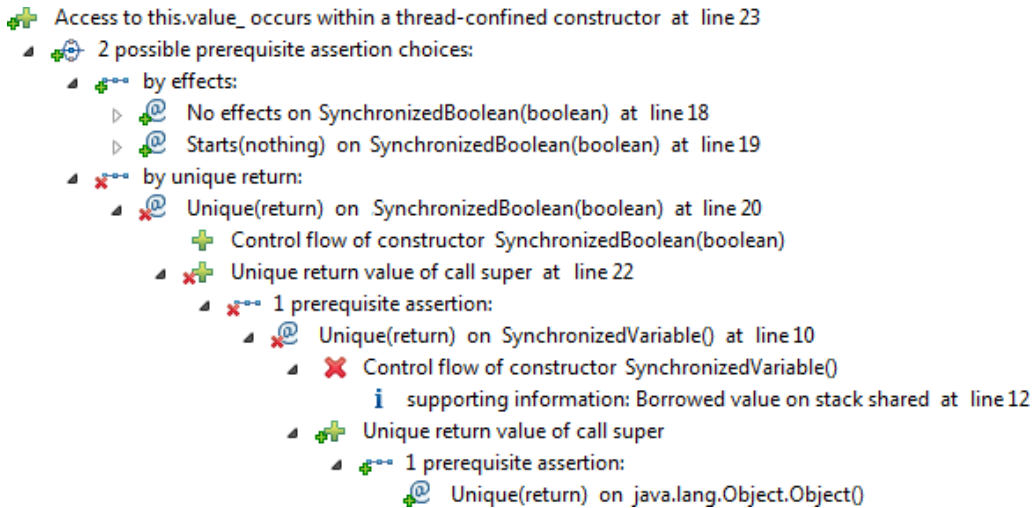 Access to this.value_ occurs within a thread-confined constructor at line 23
2 possible prerequisite assertion choices:
by effects:
No effects on SynchronizedBoolean(boolean) at line 18
Starts(nothing) on SynchronizedBoolean(boolean) at line 19
by unique return:
Unique(return) on SynchronizedBoolean(boolean) at line 20
Control flow of constructor SynchronizedBoolean(boolean)
Unique return value of call super at line 22
1 prerequisite assertion:
Unique(return) on SynchronizedVariable() at line 10
Control flow of constructor SynchronizedVariable()
supporting information: Borrowed value on stack shared at line 12
Unique return value of call super
1 prerequisite assertion:
Unique(return) on java.lang.Object.Object()